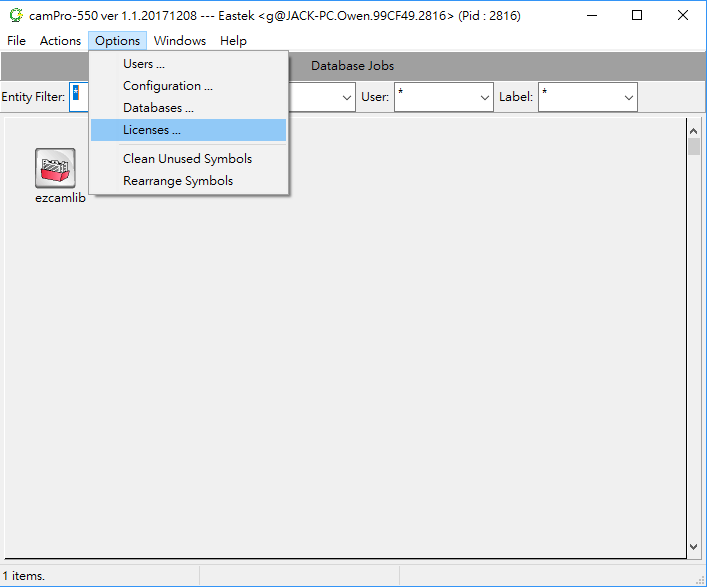 camPro-550 ver 1.1.20171208 --- Eastek <g@JACK-PC.Owen.99CF49.2816> (Pid : 2816)
File Actions Options Windows Help
Database Jobs
Entity Filter: * User: * Label: *
Users ...
Configuration ...
Databases ...
Licenses ...
Clean Unused Symbols
Rearrange Symbols
ezcamlib
1 items.